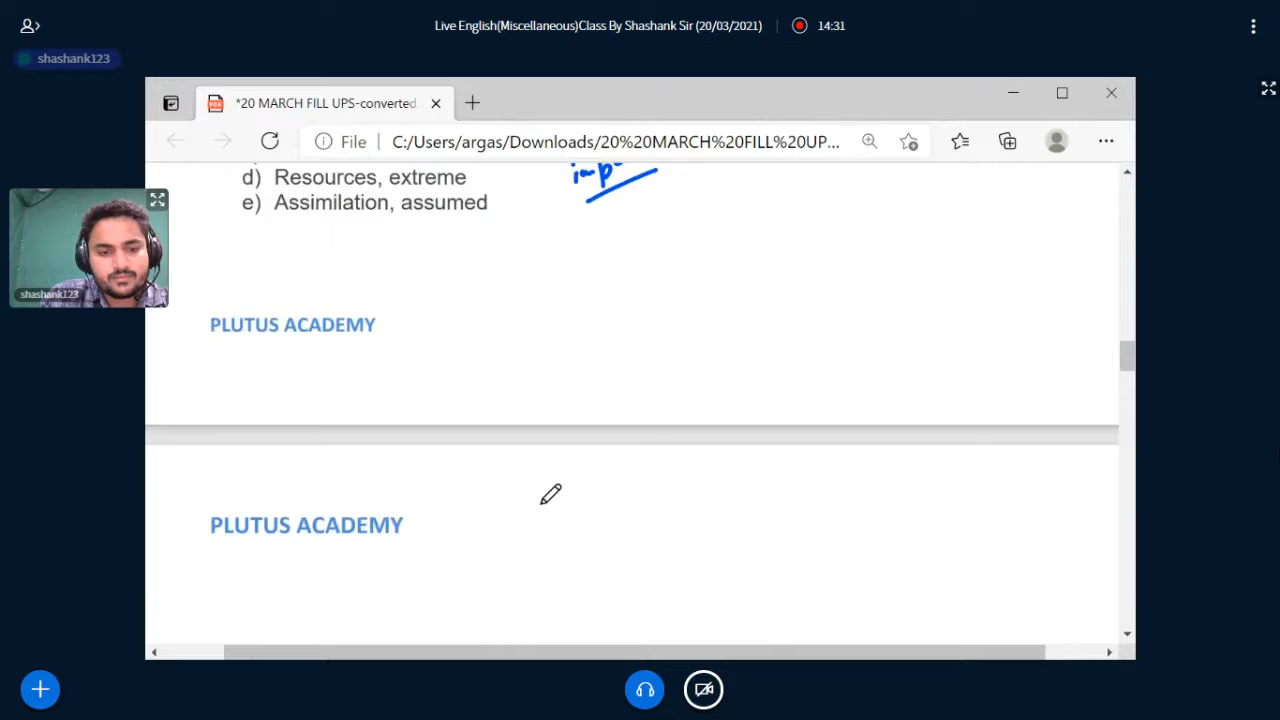 Live English(Miscellaneous)Class By Shashank Sir (20/03/2021) 14:31
shashank123
*20 MARCH FILL UPS-converted.
File C:/Users/argas/Downloads/20%20MARCH%20FILL%20UP...
d) Resources, extreme
e) Assimilation, assumed
shashank123
PLUTUS ACADEMY
PLUTUS ACADEMY